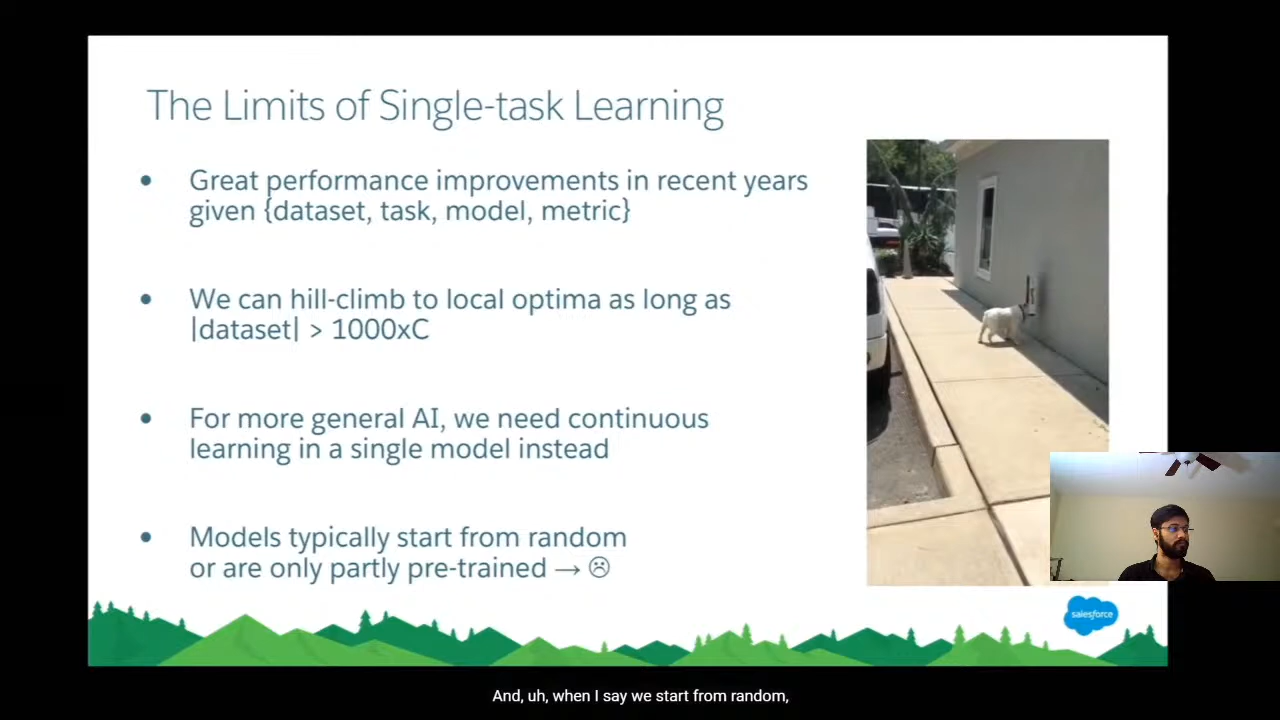 The Limits of Single-task Learning
• Great performance improvements in recent years
given {dataset, task, model, metric}
• We can hill-climb to local optima as long as
|dataset| > 1000xC
• For more general AI, we need continuous
learning in a single model instead
• Models typically start from random
or are only partly pre-trained → ☹
salesforce
And, uh, when I say we start from random,